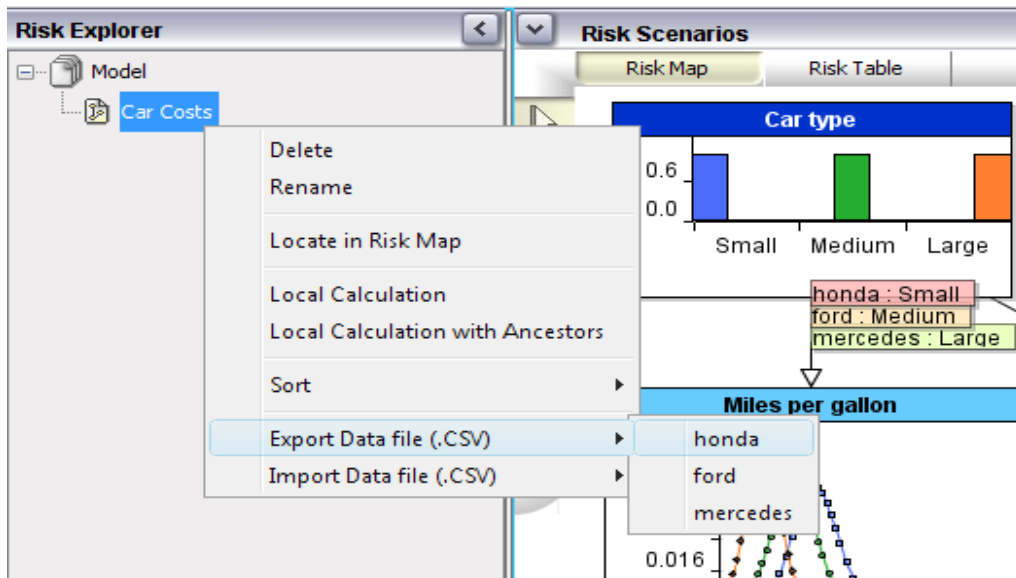 Risk Explorer
Model
Car Costs
Delete
Rename
Locate in Risk Map
Local Calculation
Local Calculation with Ancestors
Sort
Export Data file (.CSV)
Import Data file (.CSV)
honda
ford
mercedes
Risk Scenarios
Risk Map Risk Table
Car type
0.6
0.0
Small Medium Large
honda : Small
ford : Medium
mercedes : Large
Miles per gallon
0.016